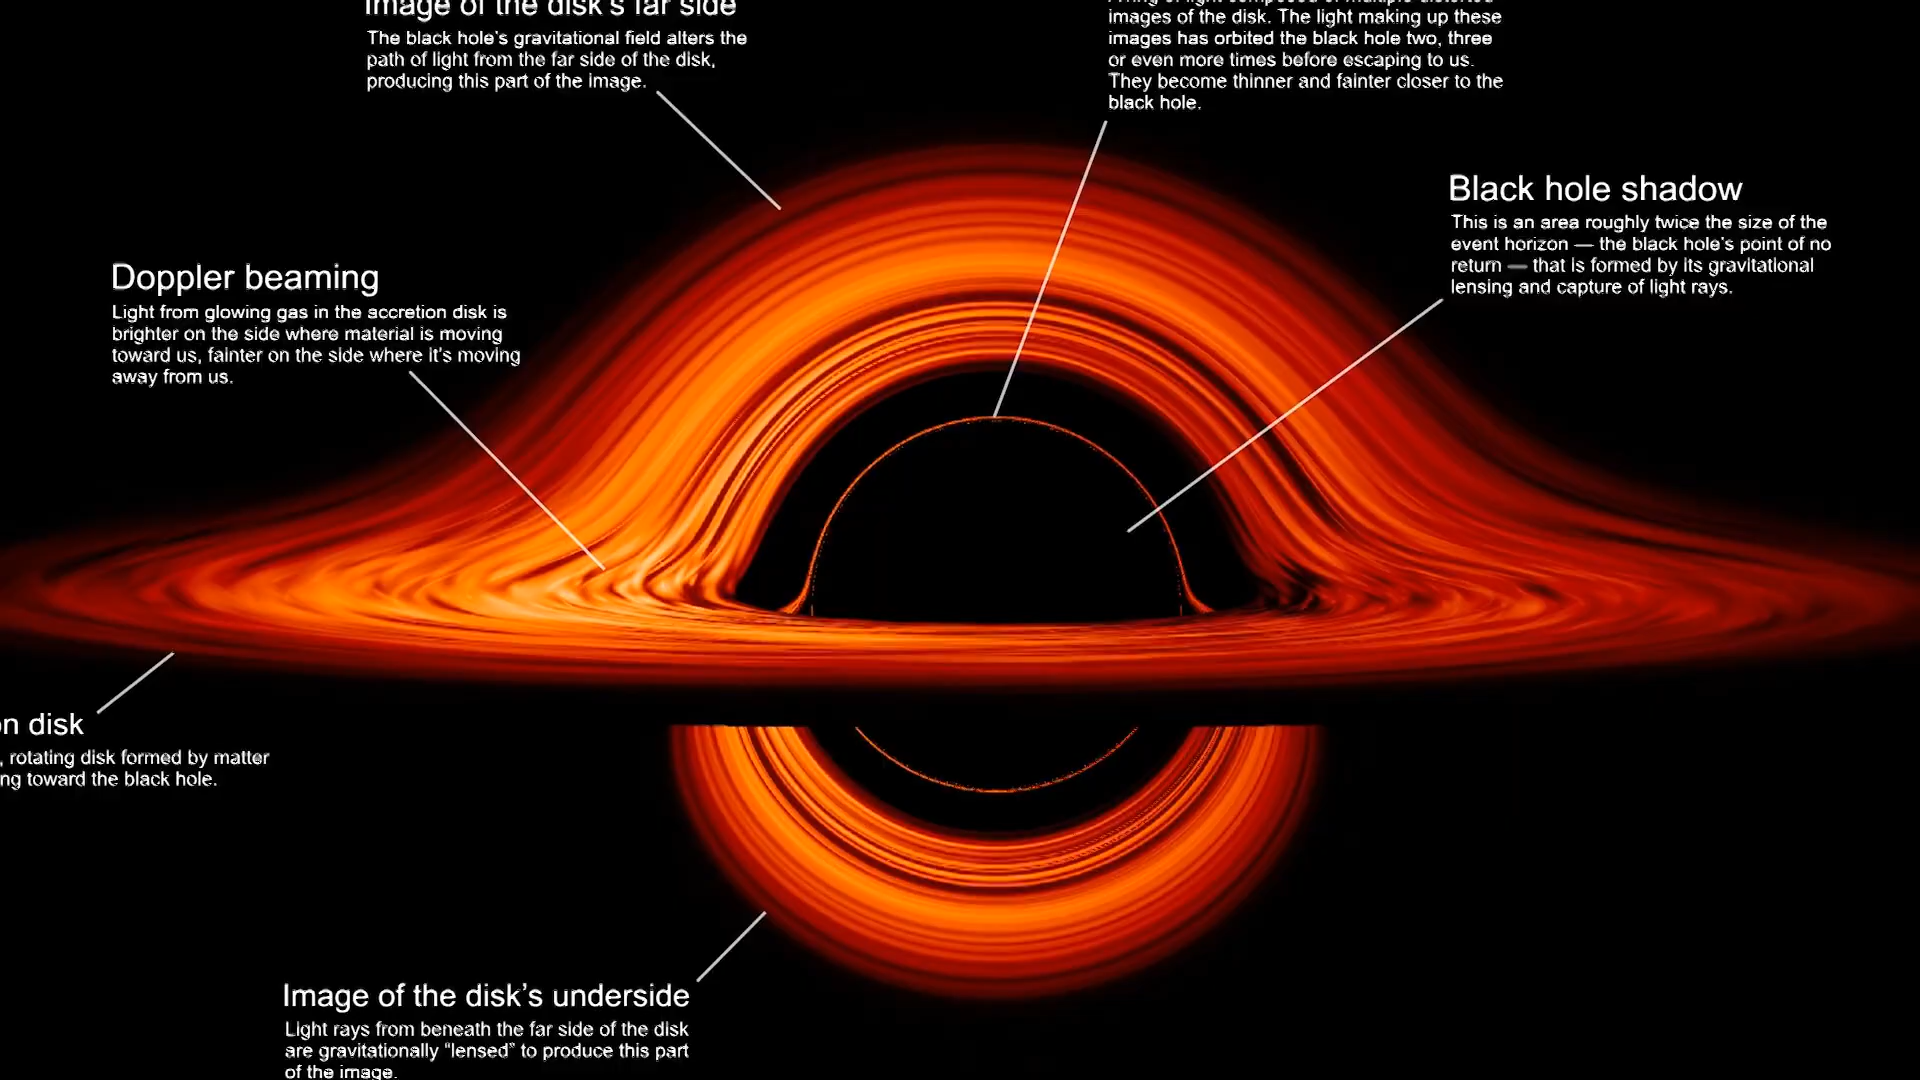 Image of the disk's far side
The black hole's gravitational field alters the
path of light from the far side of the disk,
producing this part of the image.
images of the disk. The light making up these
images has orbited the black hole two, three
or even more times before escaping to us.
They become thinner and fainter closer to the
black hole.
Black hole shadow
This is an area roughly twice the size of the
event horizon — the black hole's point of no
return — that is formed by its gravitational
lensing and capture of light rays.
Doppler beaming
Light from glowing gas in the accretion disk is
brighter on the side where material is moving
toward us, fainter on the side where it's moving
away from us.
on disk
, rotating disk formed by matter
ng toward the black hole.
Image of the disk’s underside
Light rays from beneath the far side of the disk
are gravitationally “lensed” to produce this part
of the image.